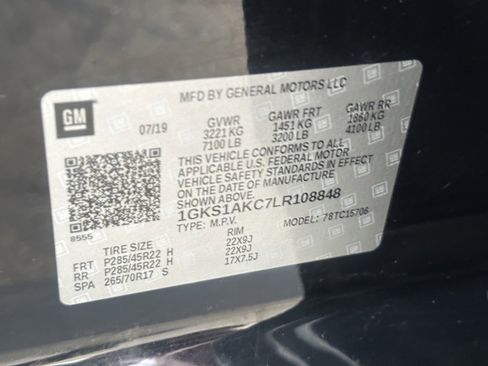 MFD BY GENERAL MOTORS LLC
GM
07/19 GVWR GAWR FRT GAWR RR
3221 KG 1451 KG 1860 KG
7100 LB 3200 LB 4100 LB
THIS VEHICLE CONFORMS TO ALL
APPLICABLE U.S. FEDERAL MOTOR
VEHICLE SAFETY STANDARDS IN EFFECT
ON THE DATE OF MANUFACTURE
1GKS1AKC7LR108848
8555 TYPE: M.P.V. MODEL: 78TC15706
TIRE SIZE RIM
FRT P285/45R22 H 22X9J
RR P285/45R22 H 22X9J
SPA 265/70R17 S 17X7.5J